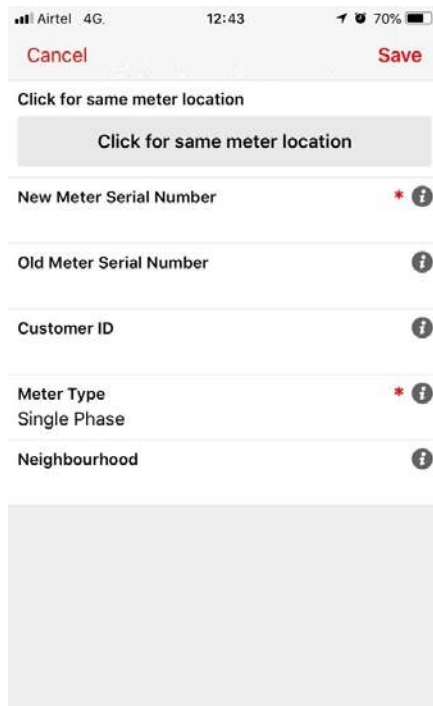 Airtel 4G. 12:43 70%
Cancel Save
Click for same meter location
Click for same meter location
New Meter Serial Number *
Old Meter Serial Number
Customer ID
Meter Type *
Single Phase
Neighbourhood